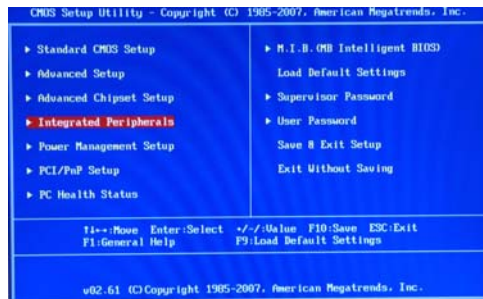 CMOS Setup Utility - Copyright (C) 1985-2007, American Megatrends, Inc.
▶ Standard CMOS Setup
▶ Advanced Setup
▶ Advanced Chipset Setup
▶ Integrated Peripherals
▶ Power Management Setup
▶ PCI/PnP Setup
▶ PC Health Status
▶ M.I.B.(MB Intelligent BIOS)
Load Default Settings
▶ Supervisor Password
▶ User Password
Save & Exit Setup
Exit Without Saving
↑↓←→:Move Enter:Select +/-/:Value F10:Save ESC:Exit
F1:General Help F9:Load Default Settings
v02.61 (C)Copyright 1985-2007, American Megatrends, Inc.